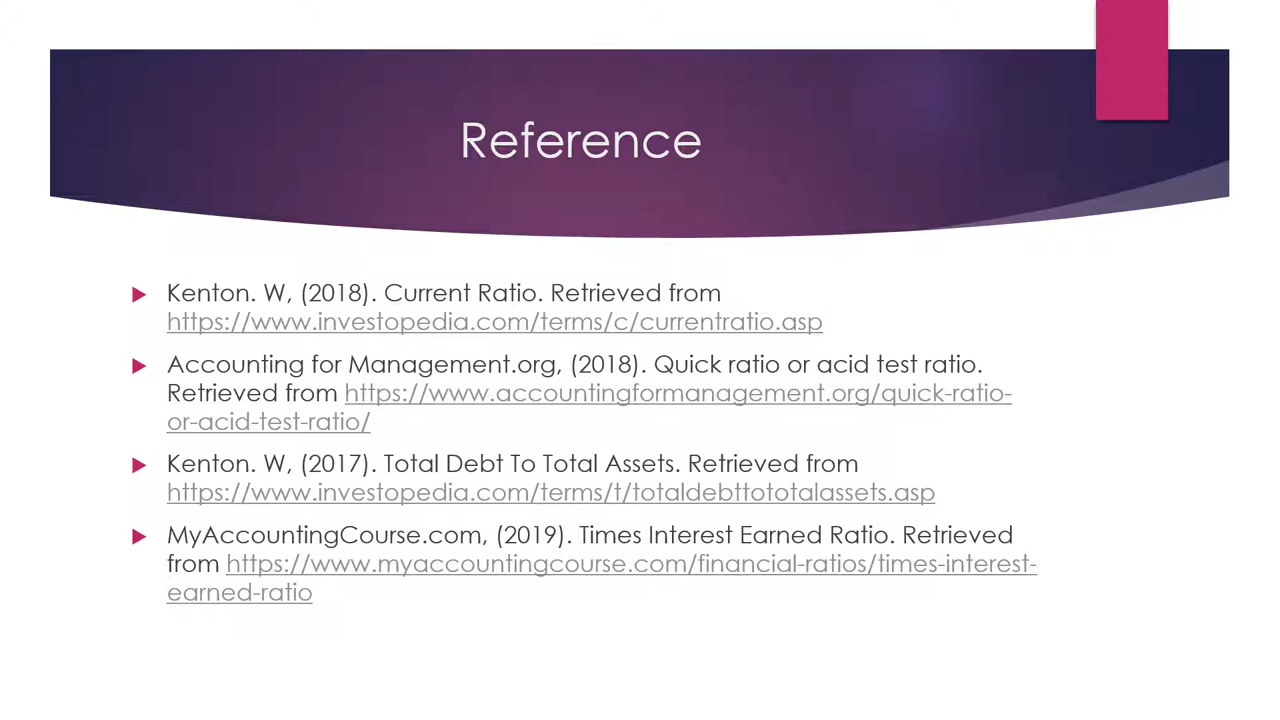 Reference
Kenton. W, (2018). Current Ratio. Retrieved from
https://www.investopedia.com/terms/c/currentratio.asp
Accounting for Management.org, (2018). Quick ratio or acid test ratio.
Retrieved from https://www.accountingformanagement.org/quick-ratio-
or-acid-test-ratio/
Kenton. W, (2017). Total Debt To Total Assets. Retrieved from
https://www.investopedia.com/terms/t/totaldebttototalassets.asp
MyAccountingCourse.com, (2019). Times Interest Earned Ratio. Retrieved
from https://www.myaccountingcourse.com/financial-ratios/times-interest-
earned-ratio